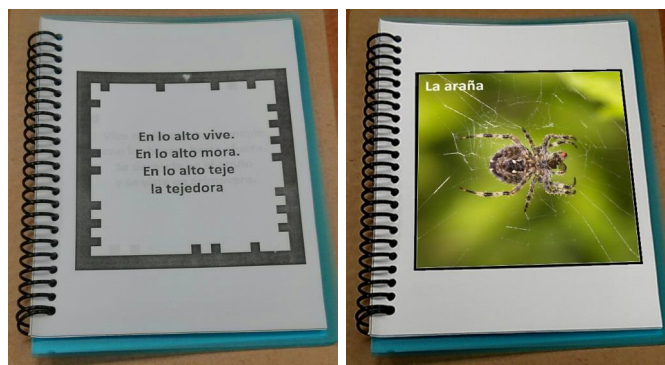 En lo alto vive.
En lo alto mora.
En lo alto teje
la tejedora
La araña